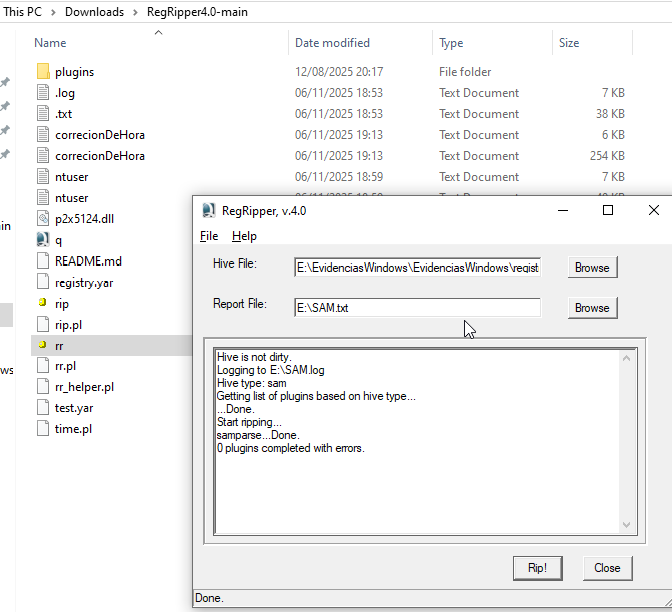 This PC > Downloads > RegRipper4.0-main
Name Date modified Type Size
plugins 12/08/2025 20:17 File folder
.log 06/11/2025 18:53 Text Document 7 KB
.txt 06/11/2025 18:53 Text Document 38 KB
correcionDeHora 06/11/2025 19:13 Text Document 6 KB
correcionDeHora 06/11/2025 19:13 Text Document 254 KB
ntuser 06/11/2025 18:59 Text Document 7 KB
ntuser
p2x5124.dll
q
README.md
registry.yar
rip
rip.pl
rr
rr.pl
rr_helper.pl
test.yar
time.pl
in
ws
RegRipper, v.4.0
File Help
Hive File: E:\EvidenciasWindows\EvidenciasWindows\regist Browse
Report File: E:\SAM.txt Browse
Hive is not dirty.
Logging to E:\SAM.log
Hive type: sam
Getting list of plugins based on hive type...
...Done.
Start ripping...
samparse...Done.
0 plugins completed with errors.
Rip! Close
Done.